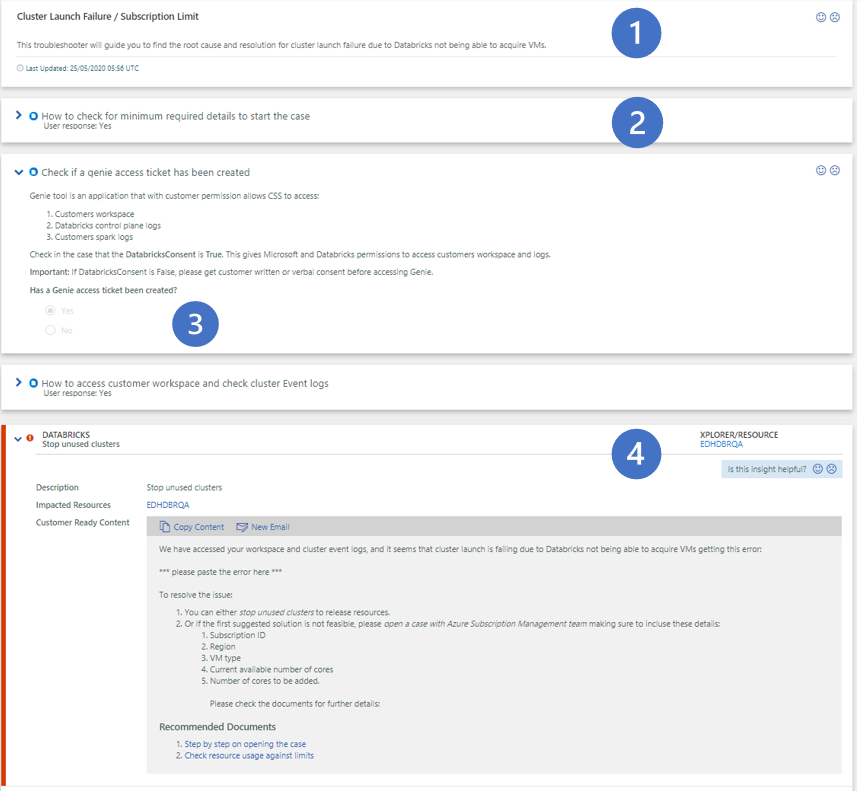 Cluster Launch Failure / Subscription Limit
1
This troubleshooter will guide you to find the root cause and resolution for cluster launch failure due to Databricks not being able to acquire VMs.
Last Updated: 25/05/2020 05:56 UTC
How to check for minimum required details to start the case
User response: Yes
2
Check if a genie access ticket has been created
Genie tool is an application that with customer permission allows CSS to access:
1. Customers workspace
2. Databricks control plane logs
3. Customers spark logs
Check in the case that the DatabricksConsent is True. This gives Microsoft and Databricks permissions to access customers workspace and logs.
Important: If DatabricksConsent is False, please get customer written or verbal consent before accessing Genie.
Has a Genie access ticket been created?
Yes
No
3
How to access customer workspace and check cluster Event logs
User response: Yes
DATABRICKS
Stop unused clusters
4
XPLORER/RESOURCE
EDHDBRQA
Is this insight helpful?
Description Stop unused clusters
Impacted Resources EDHDBRQA
Customer Ready Content
Copy Content New Email
We have accessed your workspace and cluster event logs, and it seems that cluster launch is failing due to Databricks not being able to acquire VMs getting this error:
*** please paste the error here ***
To resolve the issue:
1. You can either stop unused clusters to release resources.
2. Or if the first suggested solution is not feasible, please open a case with Azure Subscription Management team making sure to incluse these details:
1. Subscription ID
2. Region
3. VM type
4. Current available number of cores
5. Number of cores to be added.
Please check the documents for further details:
Recommended Documents
1. Step by step on opening the case
2. Check resource usage against limits